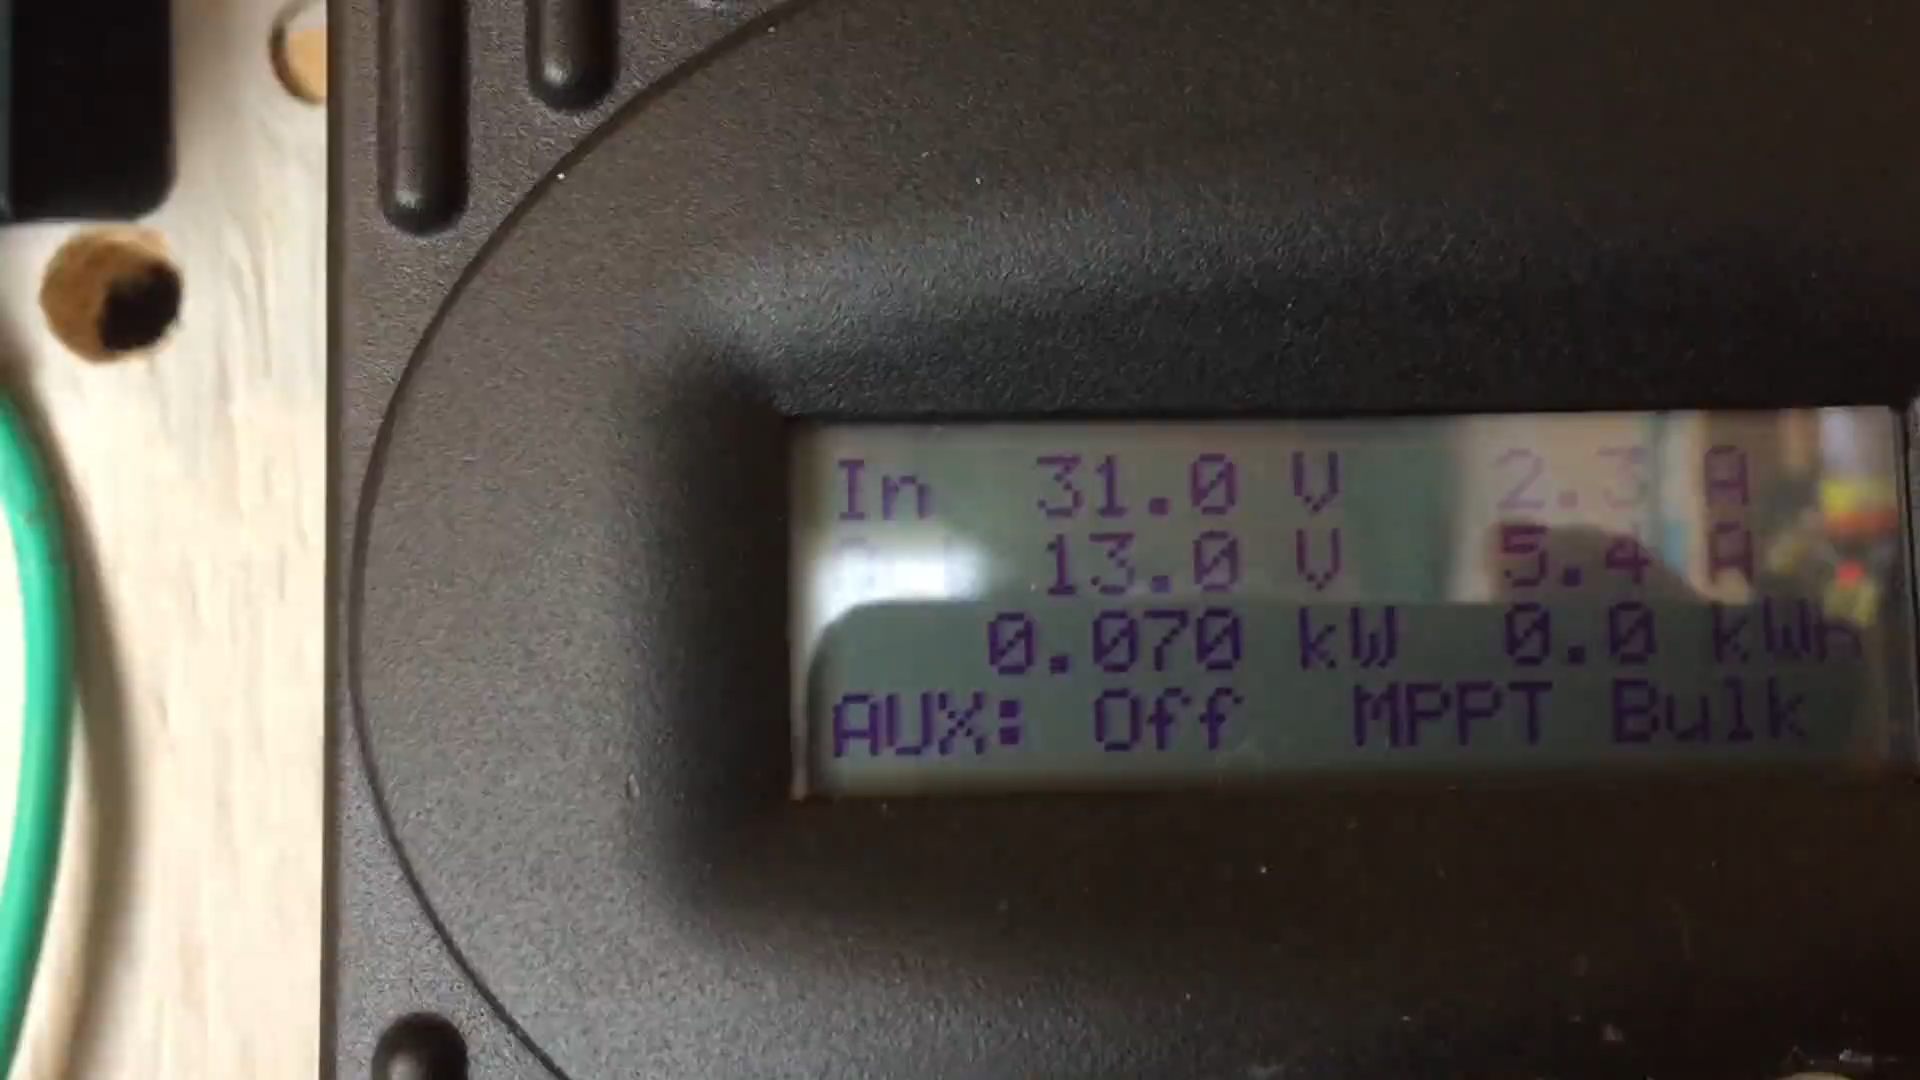 In 31.0 V 2.3 A
13.0 V 5.4 A
0.070 kW 0.0 kWH
AUX: Off MPPT Bulk